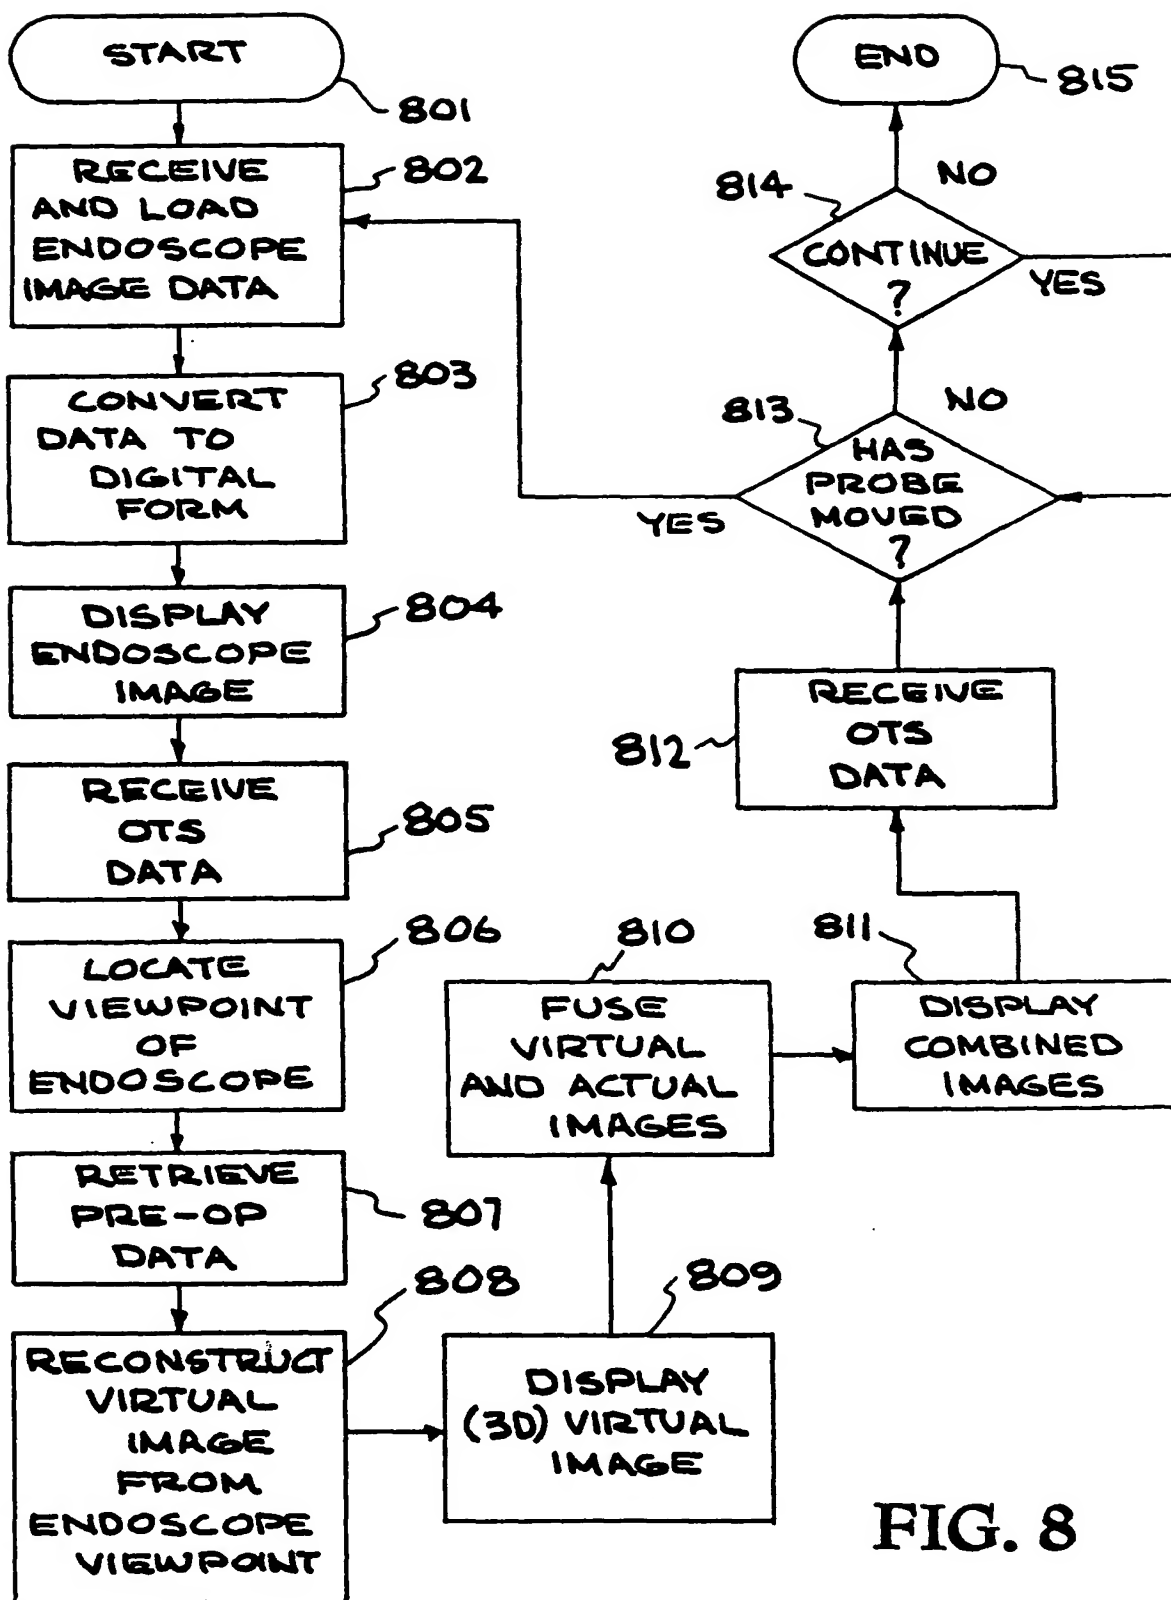 START
801
RECEIVE
AND LOAD
ENDOSCOPE
IMAGE DATA
802
CONVERT
DATA TO
DIGITAL
FORM
803
DISPLAY
ENDOSCOPE
IMAGE
804
RECEIVE
OTS
DATA
805
LOCATE
VIEWPOINT
OF
ENDOSCOPE
806
RETRIEVE
PRE-OP
DATA
807
RECONSTRUCT
VIRTUAL
IMAGE
FROM
ENDOSCOPE
VIEWPOINT
808
DISPLAY
(3D) VIRTUAL
IMAGE
809
FUSE
VIRTUAL
AND ACTUAL
IMAGES
810
DISPLAY
COMBINED
IMAGES
811
RECEIVE
OTS
DATA
812
HAS
PROBE
MOVED
?
813
YES
NO
CONTINUE
?
814
YES
NO
END
815
FIG. 8